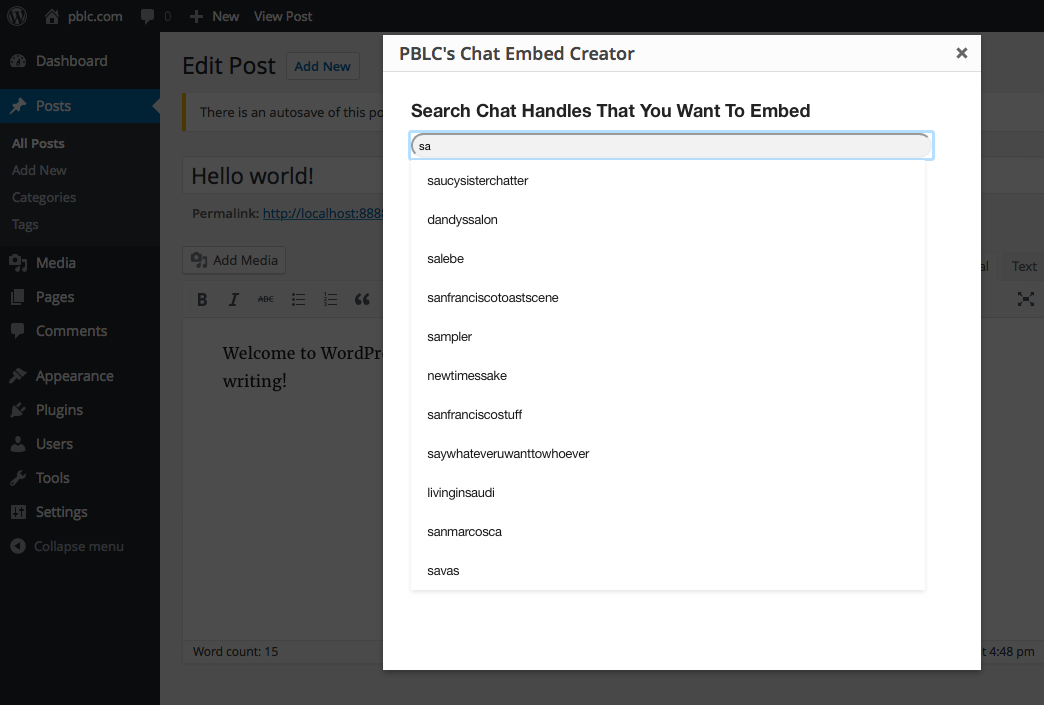 pblc.com 0 New View Post
Dashboard
Posts
All Posts
Add New
Categories
Tags
Media
Pages
Comments
Appearance
Plugins
Users
Tools
Settings
Collapse menu
Edit Post Add New
There is an autosave of this po
Hello world!
Permalink: http://localhost:888
Add Media
al Text
B I ABC
Welcome to WordPr
writing!
Word count: 15
t 4:48 pm
PBLC's Chat Embed Creator
Search Chat Handles That You Want To Embed
sa
saucysisterchatter
dandyssalon
salebe
sanfranciscotoastscene
sampler
newtimessake
sanfranciscostuff
saywhateveruwanttowhoever
livinginsaudi
sanmarcosca
savas